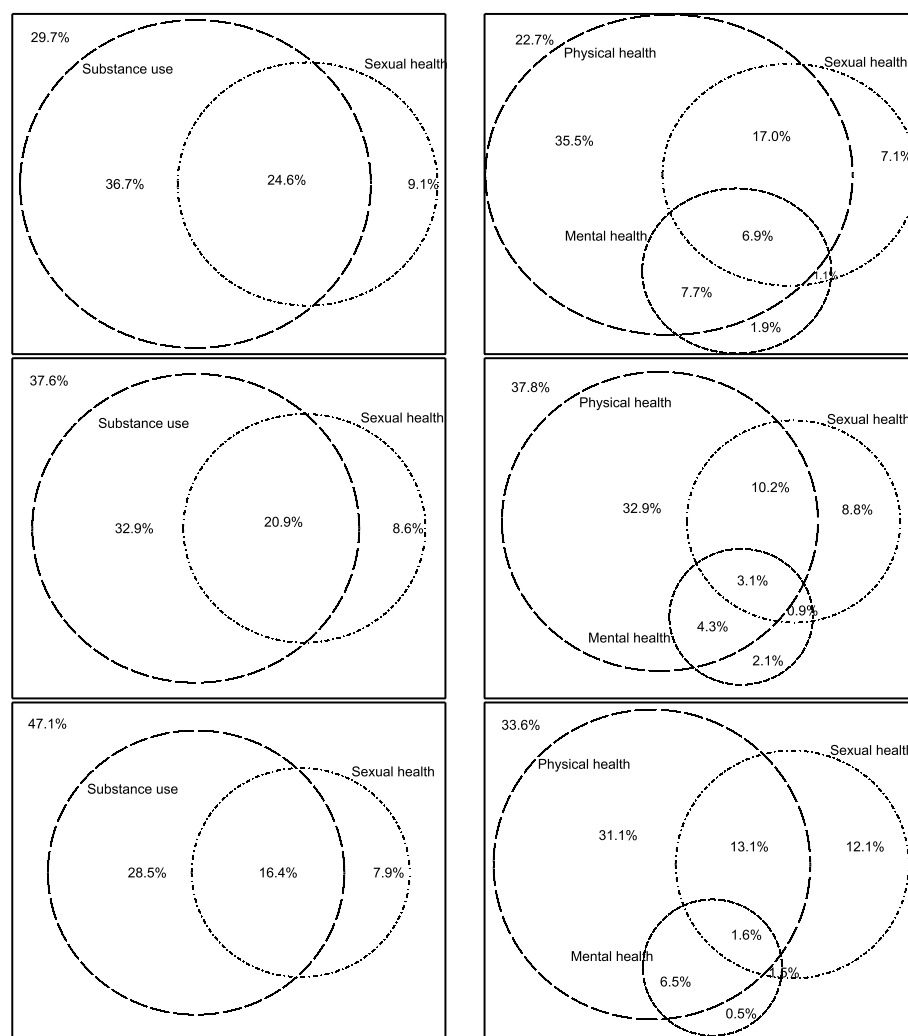 29.7%
Substance use
Sexual health
36.7%
24.6%
9.1%
22.7%
Physical health
Sexual health
35.5%
17.0%
7.1%
Mental health
6.9%
1.1%
7.7%
1.9%
37.6%
Substance use
Sexual health
32.9%
20.9%
8.6%
37.8%
Physical health
Sexual health
32.9%
10.2%
8.8%
3.1%
0.9%
4.3%
Mental health
2.1%
47.1%
Substance use
Sexual health
28.5%
16.4%
7.9%
33.6%
Physical health
Sexual health
31.1%
13.1%
12.1%
1.6%
Mental health
1.5%
6.5%
0.5%